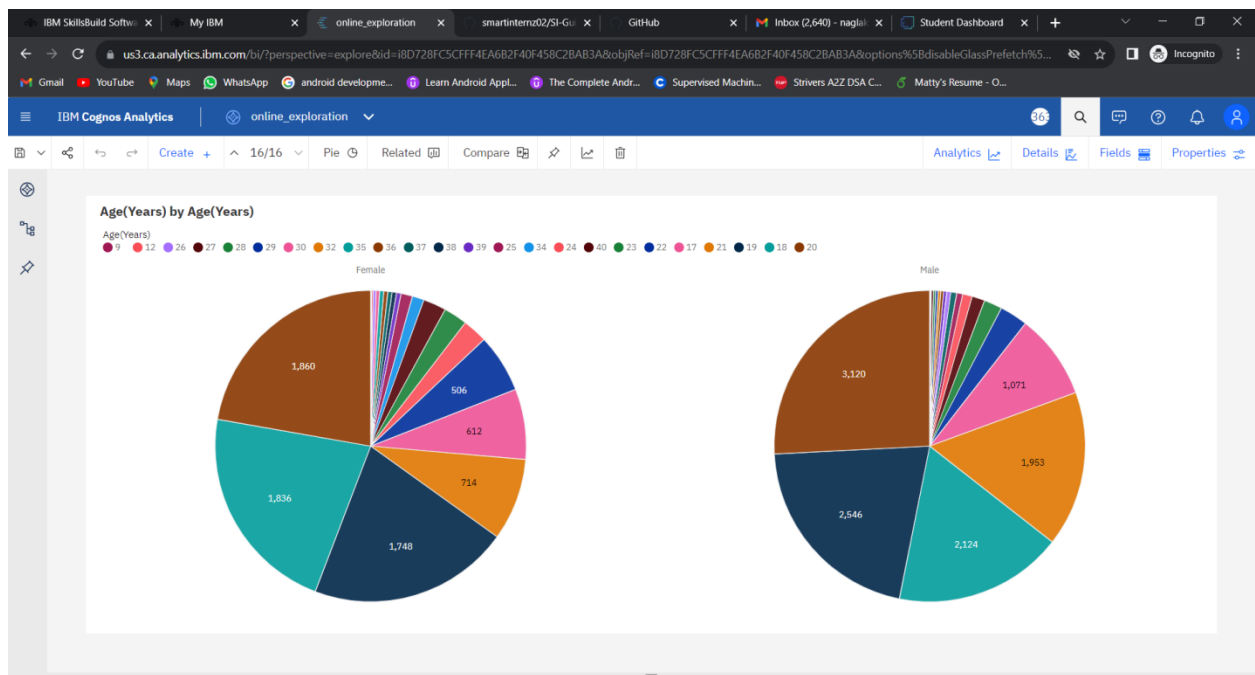 IBM SkillsBuild Softwa
My IBM
online_exploration
smartinternz02/SI-Gui
GitHub
Inbox (2,640) - naglak
Student Dashboard
us3.ca.analytics.ibm.com/bi/?perspective=explore&id=i8D728FC5CFFF4EA6B2F40F458C2BAB3A&objRef=i8D728FC5CFFF4EA6B2F40F458C2BAB3A&options%5BdisableGlassPrefetch%5...
Incognito
Gmail
YouTube
Maps
WhatsApp
android developme...
Learn Android Appl...
The Complete Andr...
Supervised Machin...
Strivers A2Z DSA C...
Matty's Resume - O...
IBM Cognos Analytics
online_exploration
363
Create +
16/16
Pie
Related
Compare
Analytics
Details
Fields
Properties
Age(Years) by Age(Years)
Age(Years)
9 12 26 27 28 29 30 32 35 36 37 38 39 25 34 24 40 23 22 17 21 19 18 20
Female
Male
1,860
506
612
714
1,748
1,836
3,120
1,071
1,953
2,124
2,546